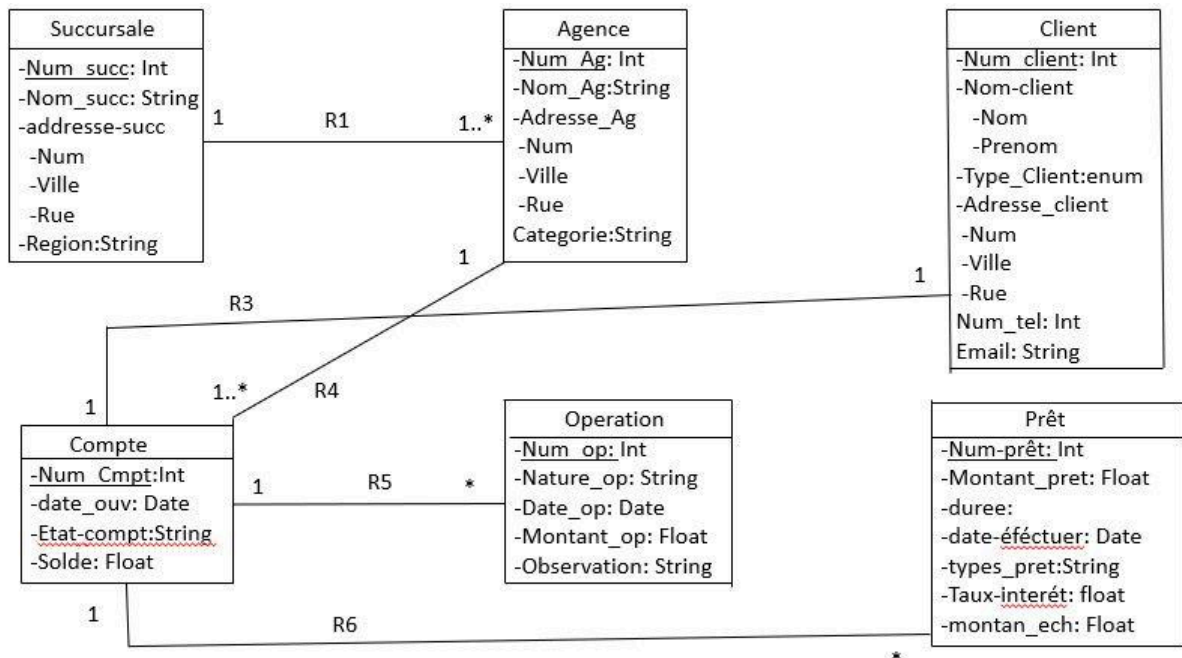 Succursale
-Num_succ: Int
-Nom_succ: String
-addresse-succ
-Num
-Ville
-Rue
-Region:String
1
R1
1..*
Agence
-Num_Ag: Int
-Nom_Ag:String
-Adresse_Ag
-Num
-Ville
-Rue
Categorie:String
Client
-Num_client: Int
-Nom-client
-Nom
-Prenom
-Type_Client:enum
-Adresse_client
-Num
-Ville
-Rue
Num_tel: Int
Email: String
1
R3
1
1
R4
1..*
Compte
-Num_Cmpt:Int
-date_ouv: Date
-Etat-compt:String
-Solde: Float
1
R5
*
Operation
-Num_op: Int
-Nature_op: String
-Date_op: Date
-Montant_op: Float
-Observation: String
Prêt
-Num-prêt: Int
-Montant_pret: Float
-duree:
-date-éféctuer: Date
-types_pret:String
-Taux-interét: float
-montan_ech: Float
1
R6
*